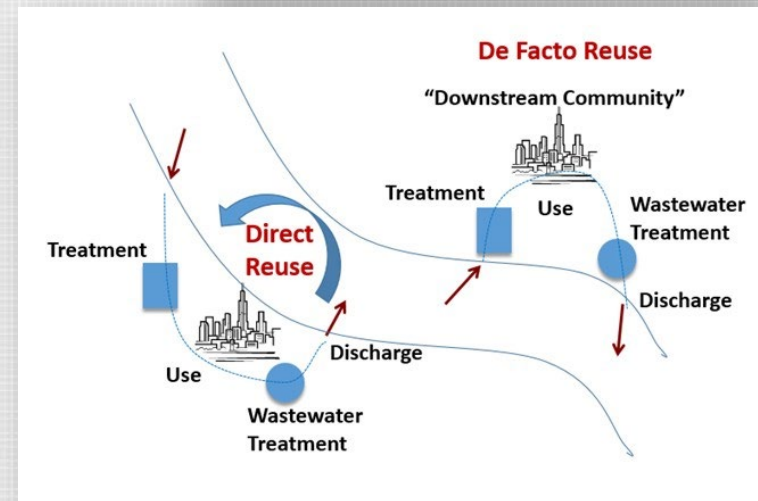 De Facto Reuse
“Downstream Community”
Treatment
Use
Wastewater
Treatment
Discharge
Direct
Reuse
Treatment
Use
Discharge
Wastewater
Treatment